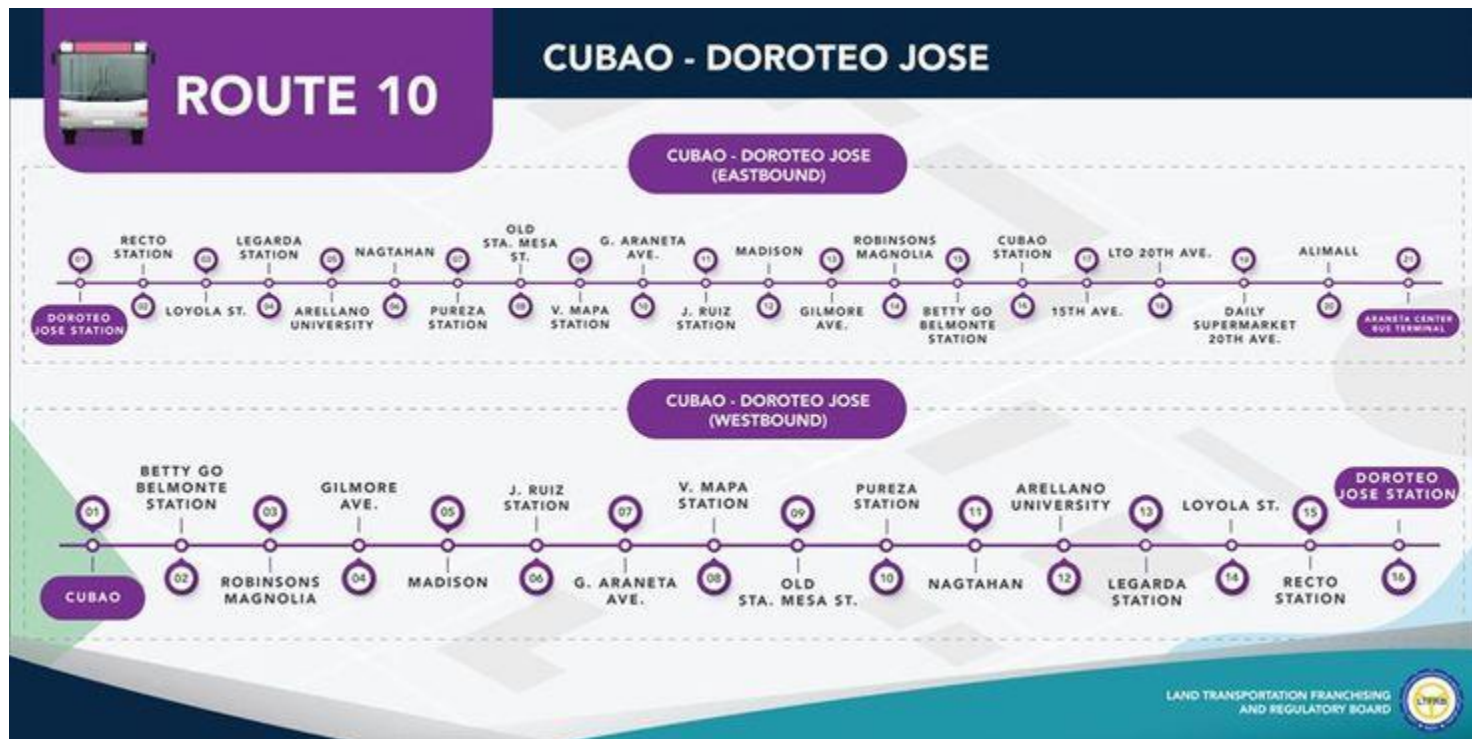 ROUTE 10
CUBAO - DOROTEO JOSE
CUBAO - DOROTEO JOSE
(EASTBOUND)
01
DOROTEO
JOSE STATION
RECTO
STATION
02
03
LOYOLA ST.
LEGARDA
STATION
04
05
ARELLANO
UNIVERSITY
NAGTAHAN
06
07
PUREZA
STATION
OLD
STA. MESA
ST.
08
09
V. MAPA
STATION
G. ARANETA
AVE.
10
11
J. RUIZ
STATION
MADISON
12
13
GILMORE
AVE.
ROBINSONS
MAGNOLIA
14
15
BETTY GO
BELMONTE
STATION
CUBAO
STATION
16
17
15TH AVE.
LTO 20TH AVE.
18
19
DAILY
SUPERMARKET
20TH AVE.
ALIMALL
20
21
ARANETA CENTER
BUS TERMINAL
CUBAO - DOROTEO JOSE
(WESTBOUND)
01
CUBAO
BETTY GO
BELMONTE
STATION
02
03
ROBINSONS
MAGNOLIA
GILMORE
AVE.
04
05
MADISON
J. RUIZ
STATION
06
07
G. ARANETA
AVE.
V. MAPA
STATION
08
09
OLD
STA. MESA ST.
PUREZA
STATION
10
11
NAGTAHAN
ARELLANO
UNIVERSITY
12
13
LEGARDA
STATION
LOYOLA ST.
14
15
RECTO
STATION
DOROTEO
JOSE STATION
16
LAND TRANSPORTATION FRANCHISING
AND REGULATORY BOARD
LTFRB